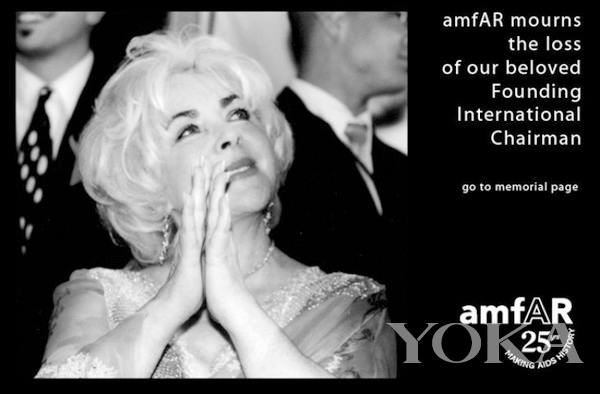 amfAR mourns
the loss
of our beloved
Founding
International
Chairman
go to memorial page
amfAR
25
MAKING AIDS HISTORY
YOKA